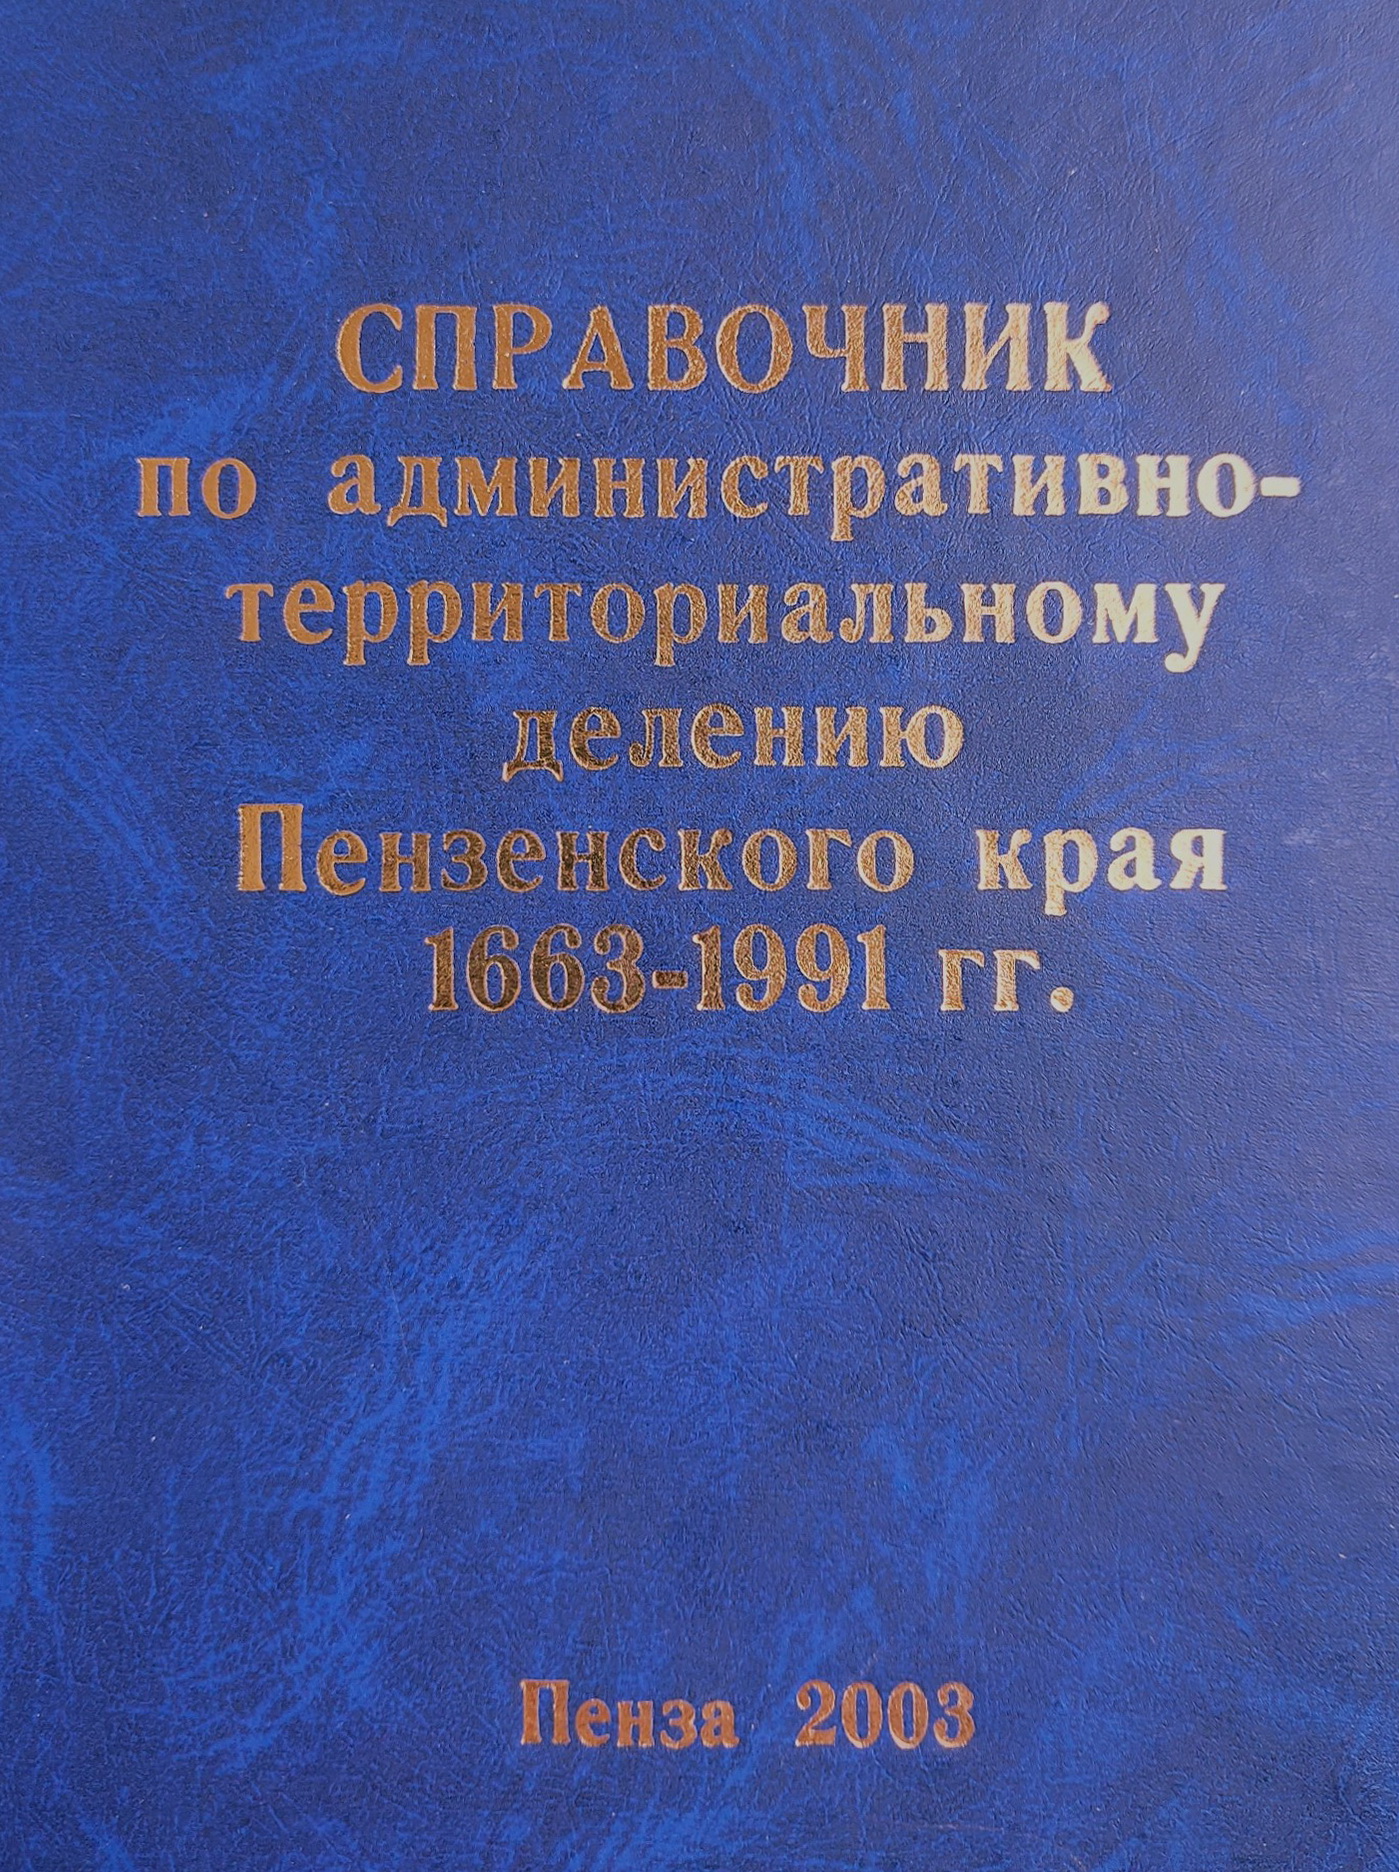 СПРАВОЧНИК
по административно-
территориальному
делению
Пензенского края
1663-1991 гг.
Пенза 2003